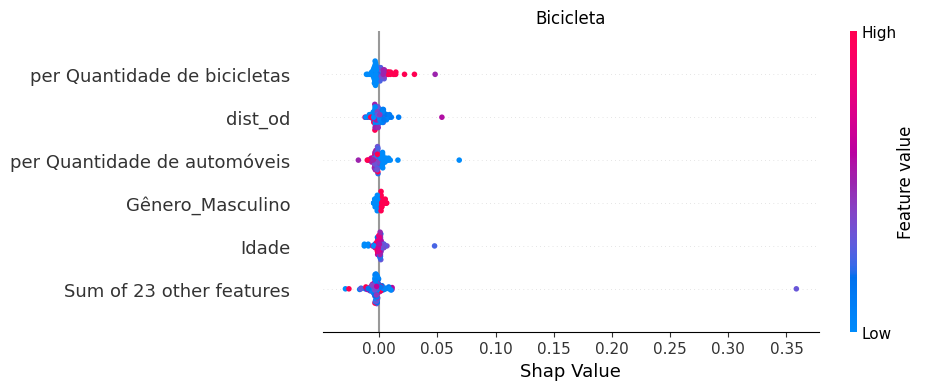 Bicicleta
High
per Quantidade de bicicletas
dist_od
per Quantidade de automóveis
Gênero_Masculino
Idade
Sum of 23 other features
Feature value
Low
0.00 0.05 0.10 0.15 0.20 0.25 0.30 0.35
Shap Value